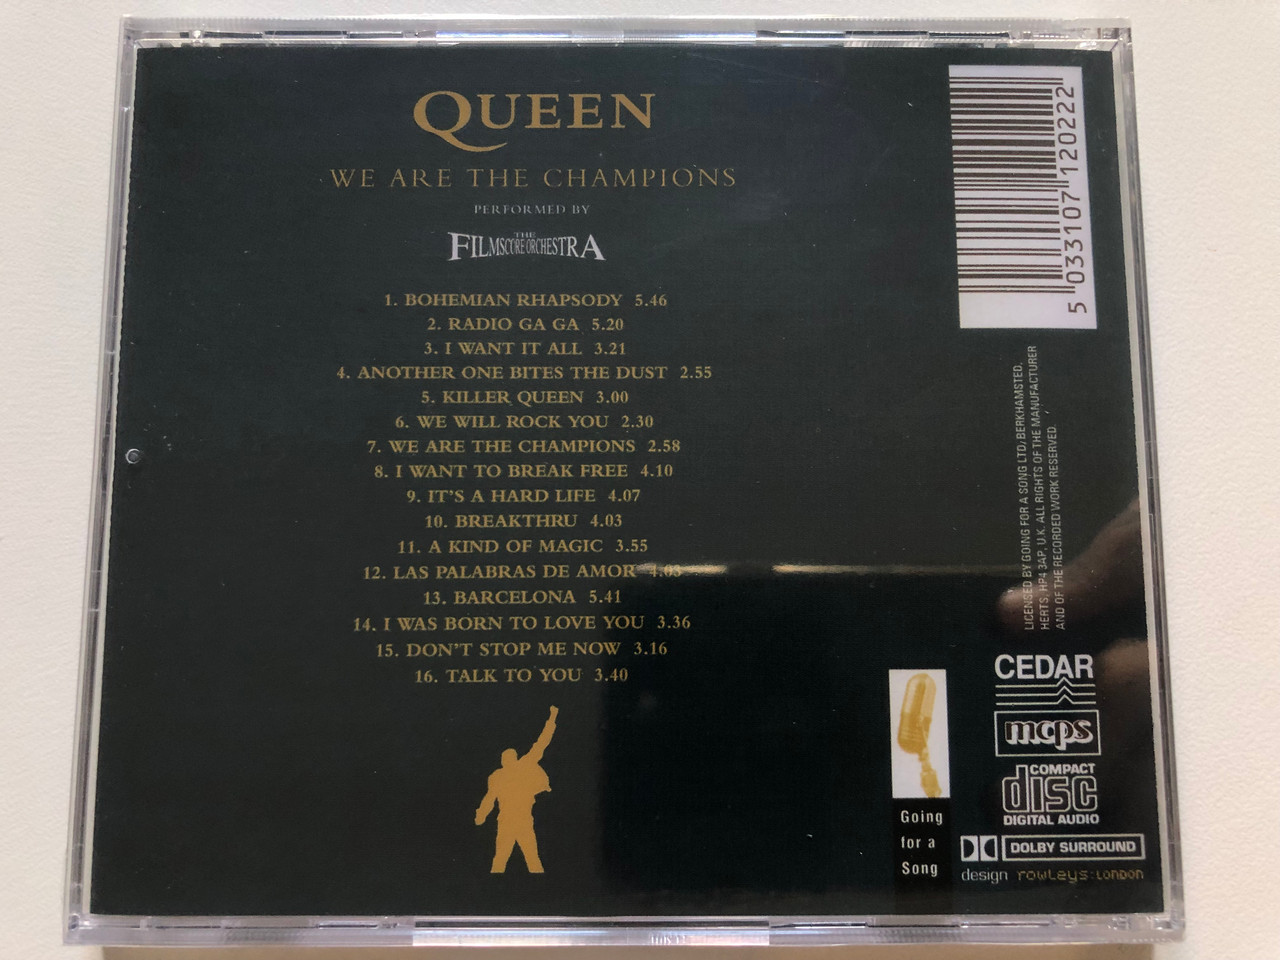 QUEEN
WE ARE THE CHAMPIONS
PERFORMED BY
THE
FILMSCORE ORCHESTRA
1. BOHEMIAN RHAPSODY 5.46
2. RADIO GA GA 5.20
3. I WANT IT ALL 3.21
4. ANOTHER ONE BITES THE DUST 2.55
5. KILLER QUEEN 3.00
6. WE WILL ROCK YOU 2.30
7. WE ARE THE CHAMPIONS 2.58
8. I WANT TO BREAK FREE 4.10
9. IT'S A HARD LIFE 4.07
10. BREAKTHRU 4.03
11. A KIND OF MAGIC 3.55
12. LAS PALABRAS DE AMOR 4.03
13. BARCELONA 5.41
14. I WAS BORN TO LOVE YOU 3.36
15. DON'T STOP ME NOW 3.16
16. TALK TO YOU 3.40
5 033107 120222
LICENSED BY GOING FOR A SONG LTD, BERKHAMSTED,
HERTS, HP4 3AP, U.K. ALL RIGHTS OF THE MANUFACTURER
AND OF THE RECORDED WORK RESERVED.
Going
for a
Song
CEDAR
mcps
COMPACT
disc
DIGITAL AUDIO
DOLBY SURROUND
design rowleys:LONDON